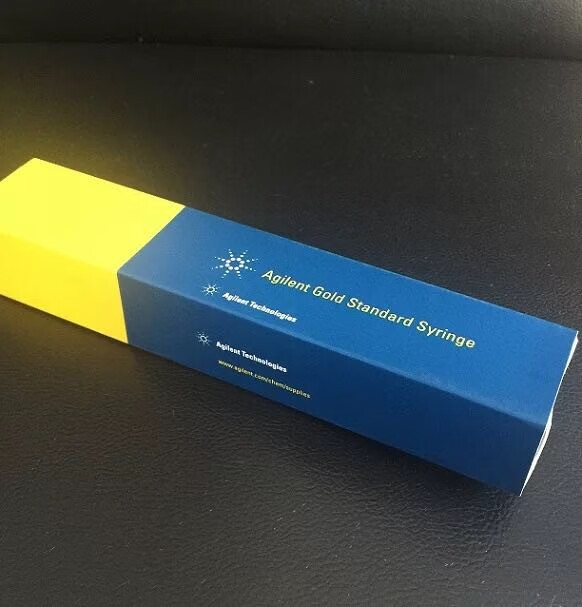 Agilent Gold Standard Syringe
Agilent Technologies
Agilent Technologies
www.agilent.com/chem/supplies